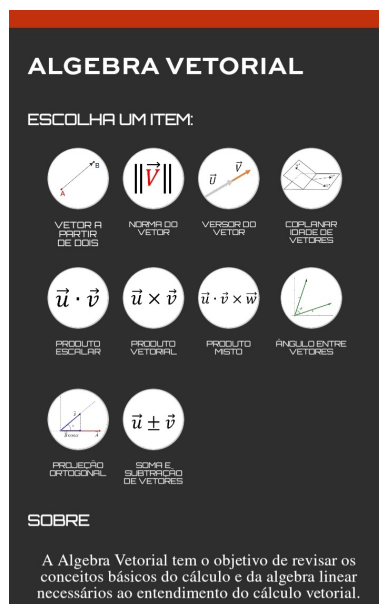 ALGEBRA VETORIAL
ESCOLHA UM ITEM:
A
B
||V⃗||
u⃗
v⃗
VETOR A
PARTIR
DE DOIS
NORMA DO
VETOR
VERSOR DO
VETOR
COPLANAR
IDADE DE
VETORES
u⃗ · v⃗
u⃗ × v⃗
u⃗ · v⃗ × w⃗
PRODUTO
ESCALAR
PRODUTO
VETORIAL
PRODUTO
MISTO
ÂNGULO ENTRE
VETORES
u⃗ ± v⃗
PROJEÇÃO
ORTOGONAL
SOMA E
SUBTRAÇÃO
DE VETORES
SOBRE
A Algebra Vetorial tem o objetivo de revisar os
conceitos básicos do cálculo e da algebra linear
necessários ao entendimento do cálculo vetorial.